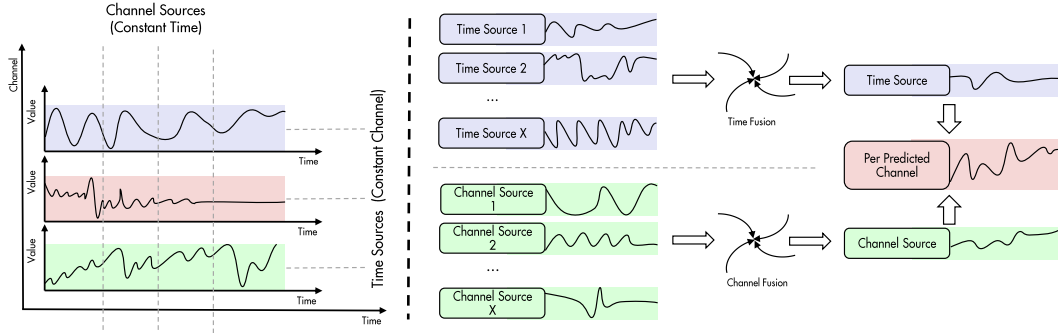 Channel Sources
(Constant Time)
Channel
Value
Time
Value
Time
Value
Time
Time
Time Sources (Constant Channel)
Time Source 1
Time Source 2
...
Time Source X
Time Fusion
Time Source
Per Predicted
Channel
Channel Source
1
Channel Source
2
...
Channel Source
X
Channel Fusion
Channel Source